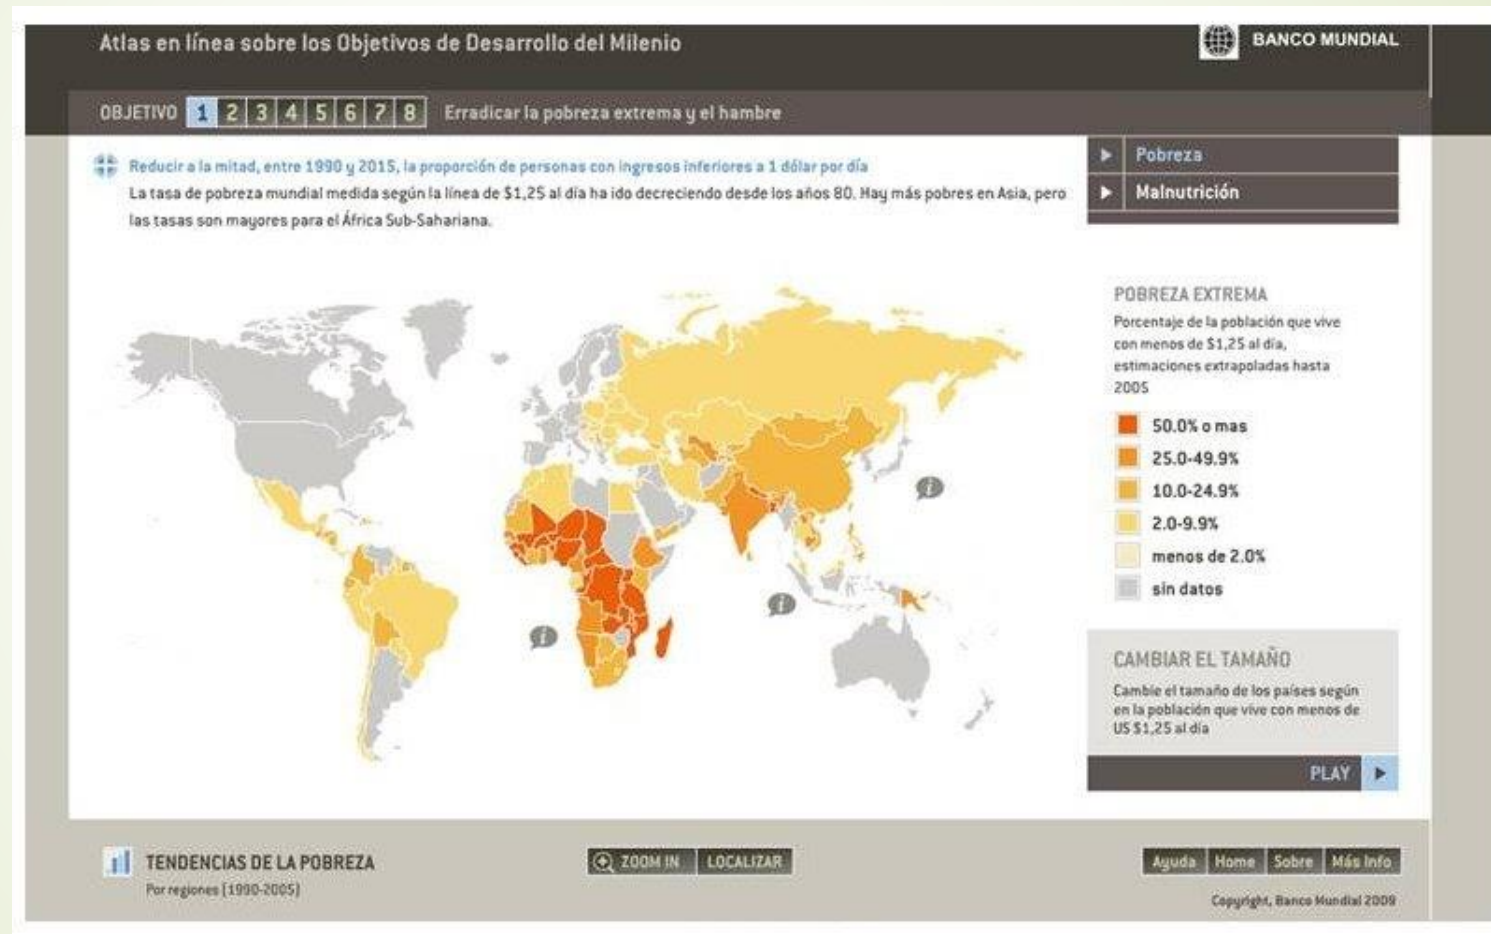 Atlas en línea sobre los Objetivos de Desarrollo del Milenio
BANCO MUNDIAL
OBJETIVO 1 2 3 4 5 6 7 8 Erradicar la pobreza extrema y el hambre
Reducir a la mitad, entre 1990 y 2015, la proporción de personas con ingresos inferiores a 1 dólar por día
La tasa de pobreza mundial medida según la línea de $1,25 al día ha ido decreciendo desde los años 80. Hay más pobres en Asia, pero
las tasas son mayores para el África Sub-Sahariana.
Pobreza
Malnutrición
POBREZA EXTREMA
Porcentaje de la población que vive
con menos de $1,25 al día,
estimaciones extrapoladas hasta
2005
50.0% o mas
25.0-49.9%
10.0-24.9%
2.0-9.9%
menos de 2.0%
sin datos
i
i
i
CAMBIAR EL TAMAÑO
Cambie el tamaño de los países según
en la población que vive con menos de
US $1,25 al día
PLAY
TENDENCIAS DE LA POBREZA
Por regiones (1990-2005)
ZOOM IN LOCALIZAR
Ayuda Home Sobre Más Info
Copyright, Banco Mundial 2009